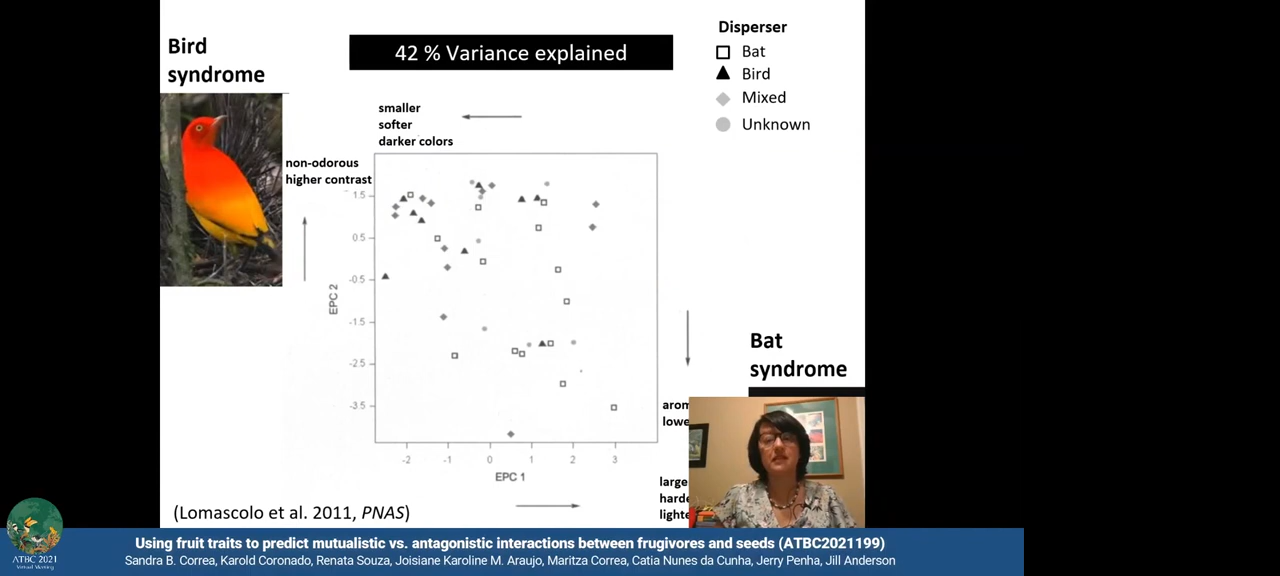 Bird
syndrome
42 % Variance explained
Disperser
Bat
Bird
Mixed
Unknown
smaller
softer
darker colors
non-odorous
higher contrast
1.5
0.5
-0.5
-1.5
-2.5
-3.5
EPC 2
-2 -1 0 1 2 3
EPC 1
Bat
syndrome
(Lomascolo et al. 2011, PNAS)
ATBC 2021
Virtual Meeting
Using fruit traits to predict mutualistic vs. antagonistic interactions between frugivores and seeds (ATBC2021199)
Sandra B. Correa, Karold Coronado, Renata Souza, Joisiane Karoline M. Araujo, Maritza Correa, Catia Nunes da Cunha, Jerry Penha, Jill Anderson